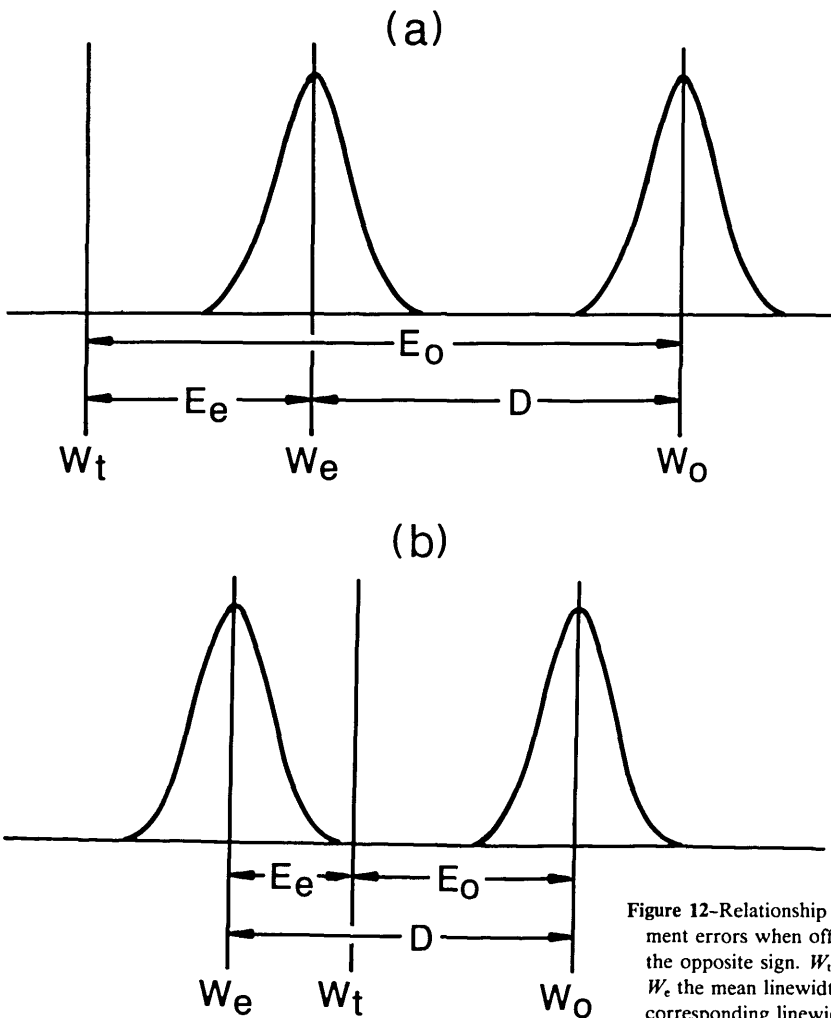 (a)
Eo
Ee D
Wt We Wo
(b)
Ee Eo
D
We Wt Wo
Figure 12–Relationship
ment errors when off
the opposite sign. Wt
We the mean linewidt
corresponding linewid